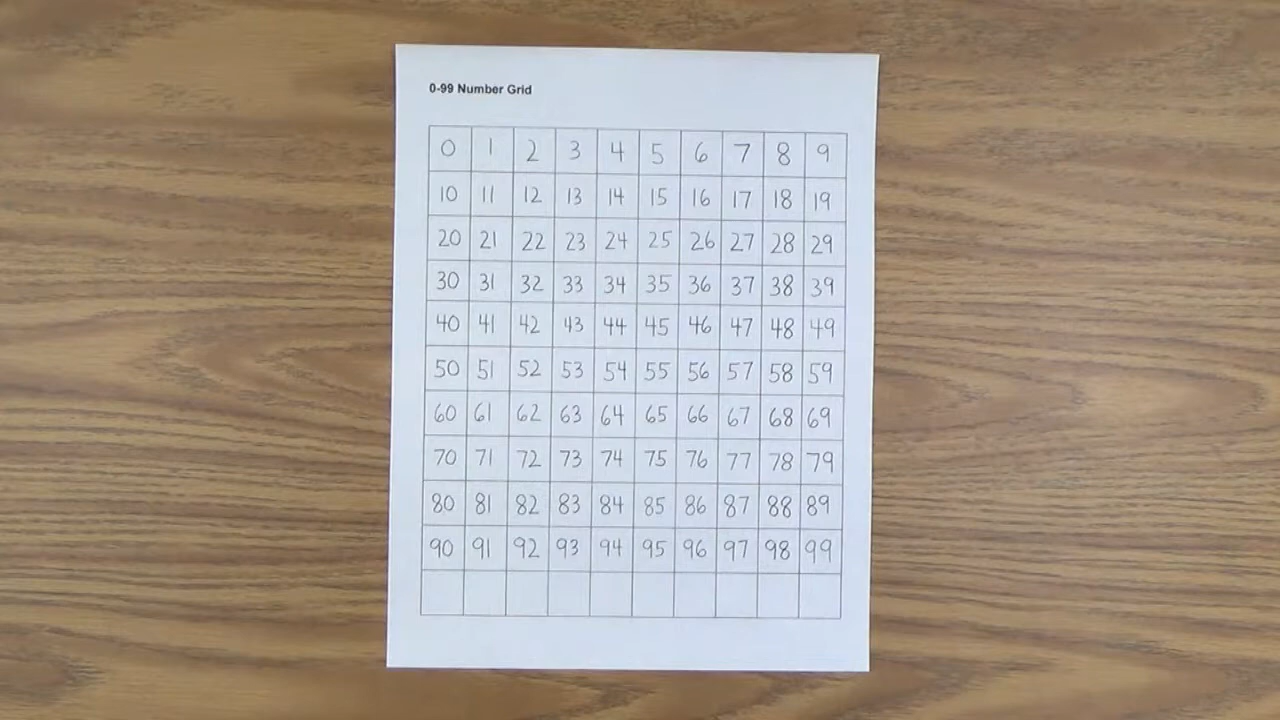 0-99 Number Grid
0 1 2 3 4 5 6 7 8 9
10 11 12 13 14 15 16 17 18 19
20 21 22 23 24 25 26 27 28 29
30 31 32 33 34 35 36 37 38 39
40 41 42 43 44 45 46 47 48 49
50 51 52 53 54 55 56 57 58 59
60 61 62 63 64 65 66 67 68 69
70 71 72 73 74 75 76 77 78 79
80 81 82 83 84 85 86 87 88 89
90 91 92 93 94 95 96 97 98 99